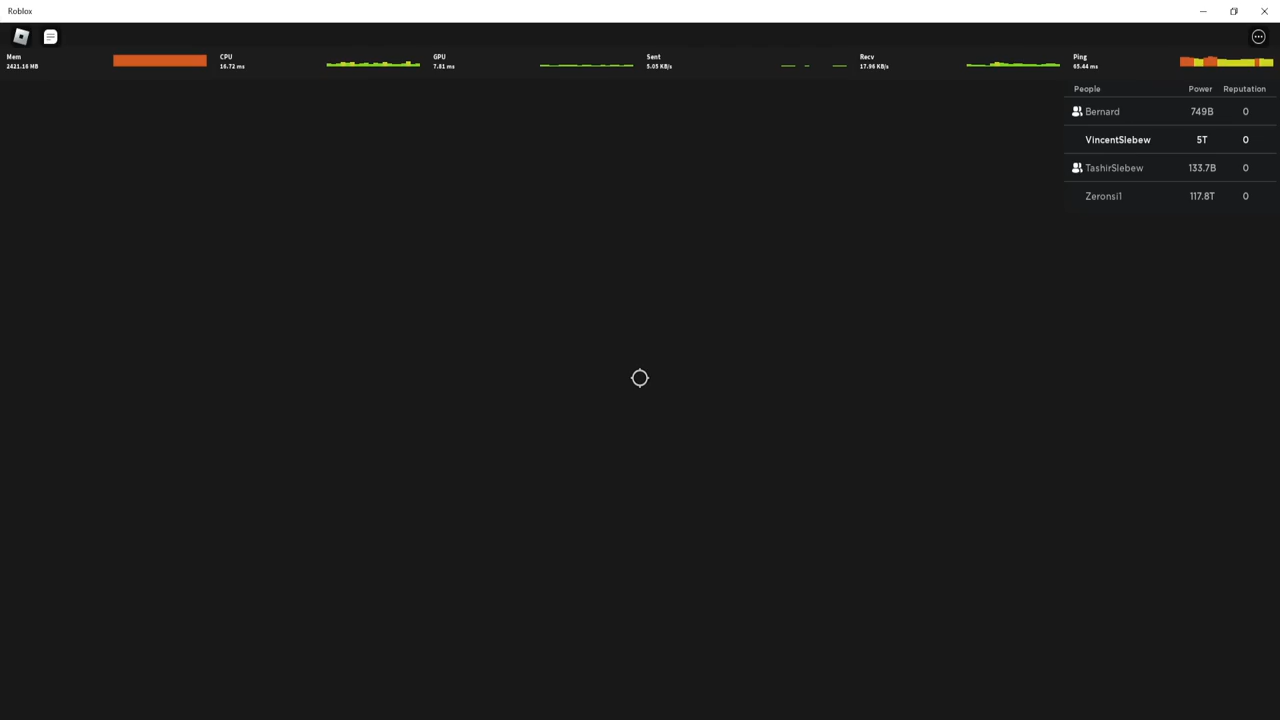 Roblox
Mem CPU GPU Sent Recv Ping
2421.16 MB 16.72 ms 7.81 ms 5.05 KB/s 17.96 KB/s 65.44 ms
People Power Reputation
Bernard 749B 0
VincentSlebew 5T 0
TashirSlebew 133.7B 0
Zeronsi1 117.8T 0